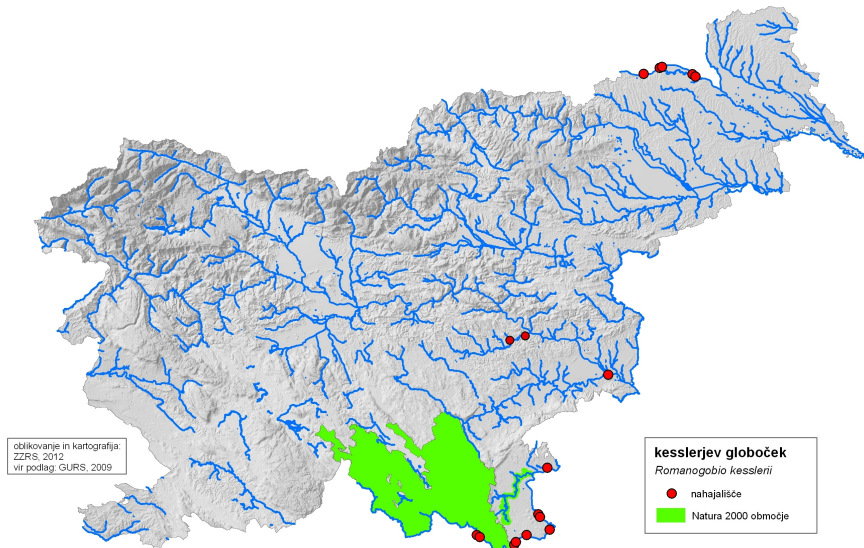 oblikovanje in kartografija:
ZZRS, 2012
vir podlag: GURS, 2009
kesslerjev globoček
Romanogobio kesslerii
nahajališče
Natura 2000 območje